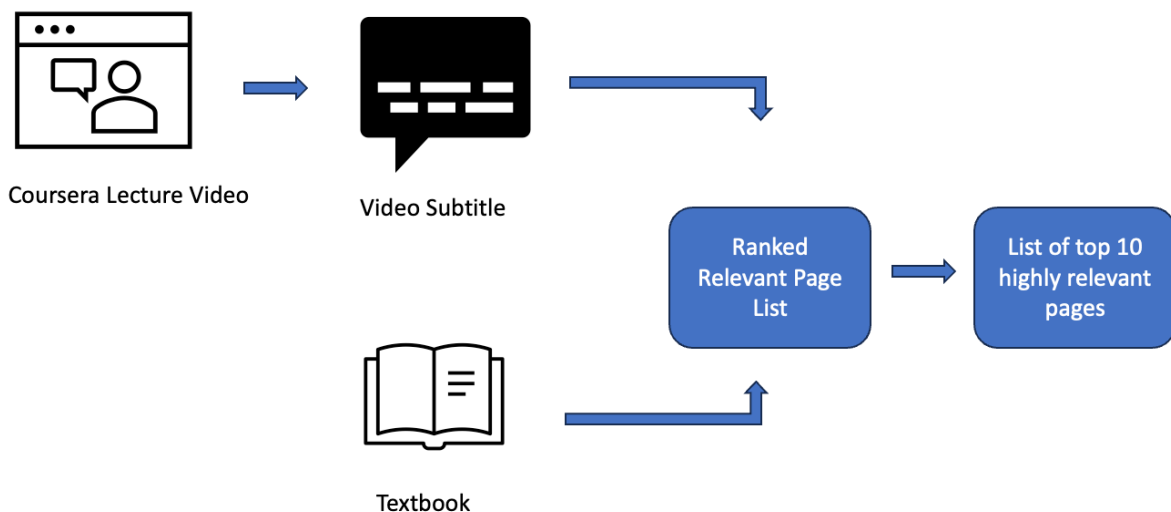 Coursera Lecture Video
Video Subtitle
Ranked
Relevant Page
List
List of top 10
highly relevant
pages
Textbook